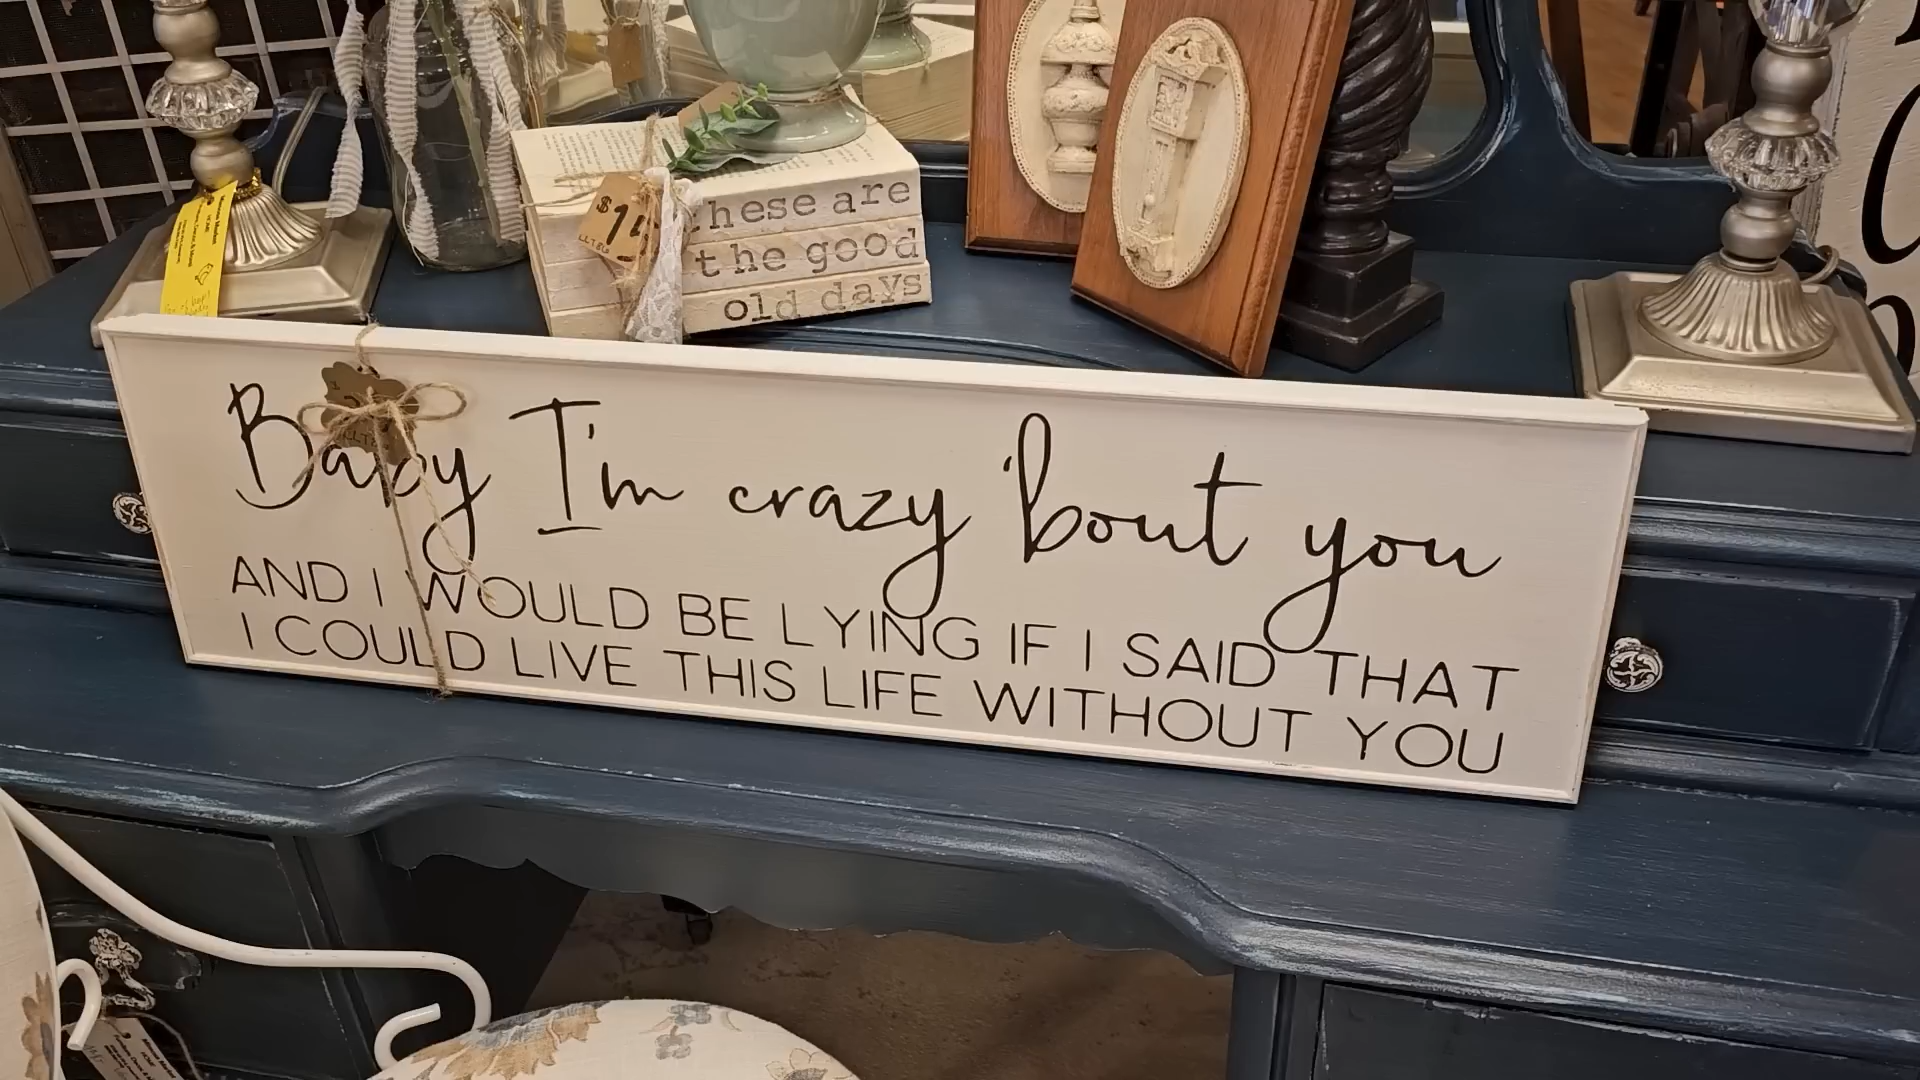 these are
the good
old days
Baby I'm crazy 'bout you
AND I WOULD BE LYING IF I SAID THAT
I COULD LIVE THIS LIFE WITHOUT YOU